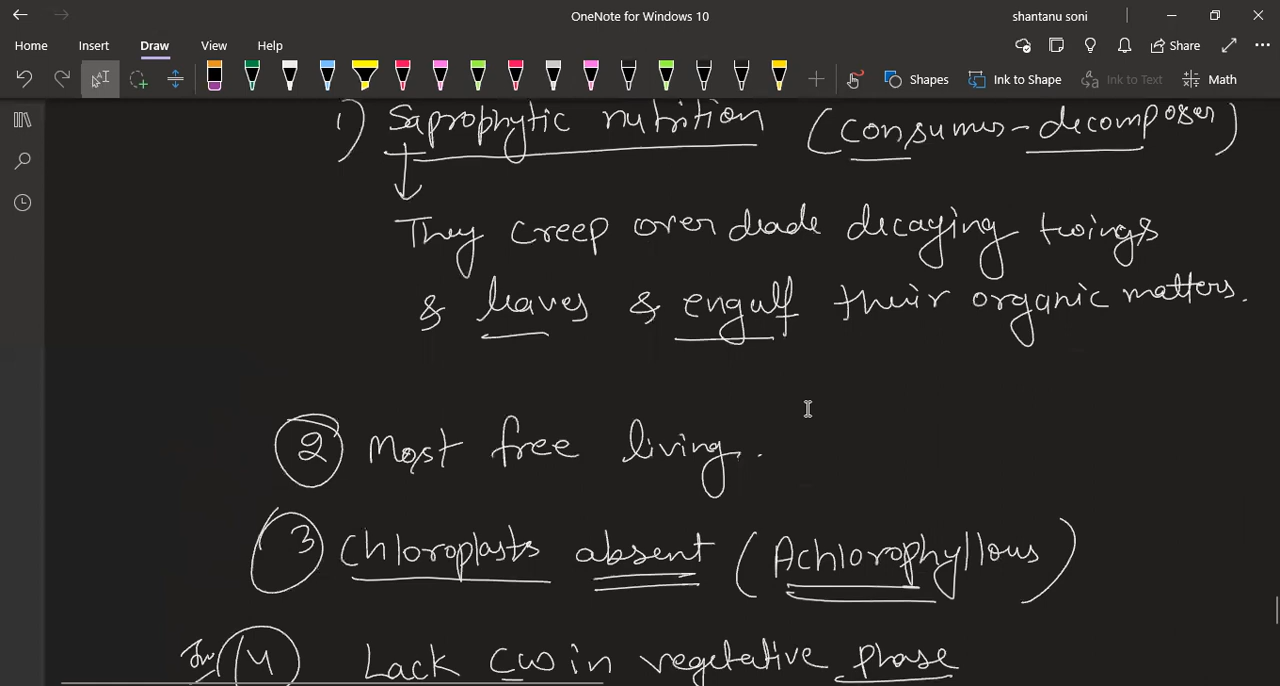 OneNote for Windows 10
shantanu soni
Home Insert Draw View Help
Share
Shapes Ink to Shape Ink to Text Math
1) Saprophytic nutrition (consumer-decomposer)
They creep over deade decaying twings
& leaves & engulf their organic matters.
2 Most free living.
3 Chloroplasts absent (Achlorophyllous)
4) Lack CW in vegetative phase